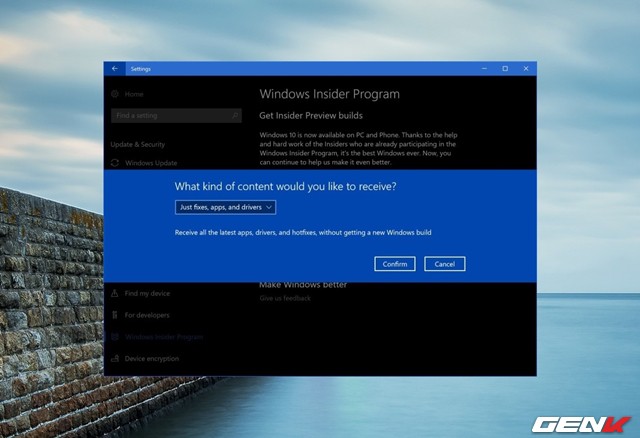 Settings
Home
Windows Insider Program
Find a setting
Get Insider Preview builds
Update & Security
Windows 10 is now available on PC and Phone. Thanks to the help
and hard work of the Insiders who are already participating in the
Windows Insider Program, it's the best Windows ever. Now, you
can continue to help us make it even better.
Windows Update
What kind of content would you like to receive?
Just fixes, apps, and drivers
Receive all the latest apps, drivers, and hotfixes, without getting a new Windows build
Confirm
Cancel
Make Windows better
Find my device
Give us feedback
For developers
Windows Insider Program
Device encryption
GENK